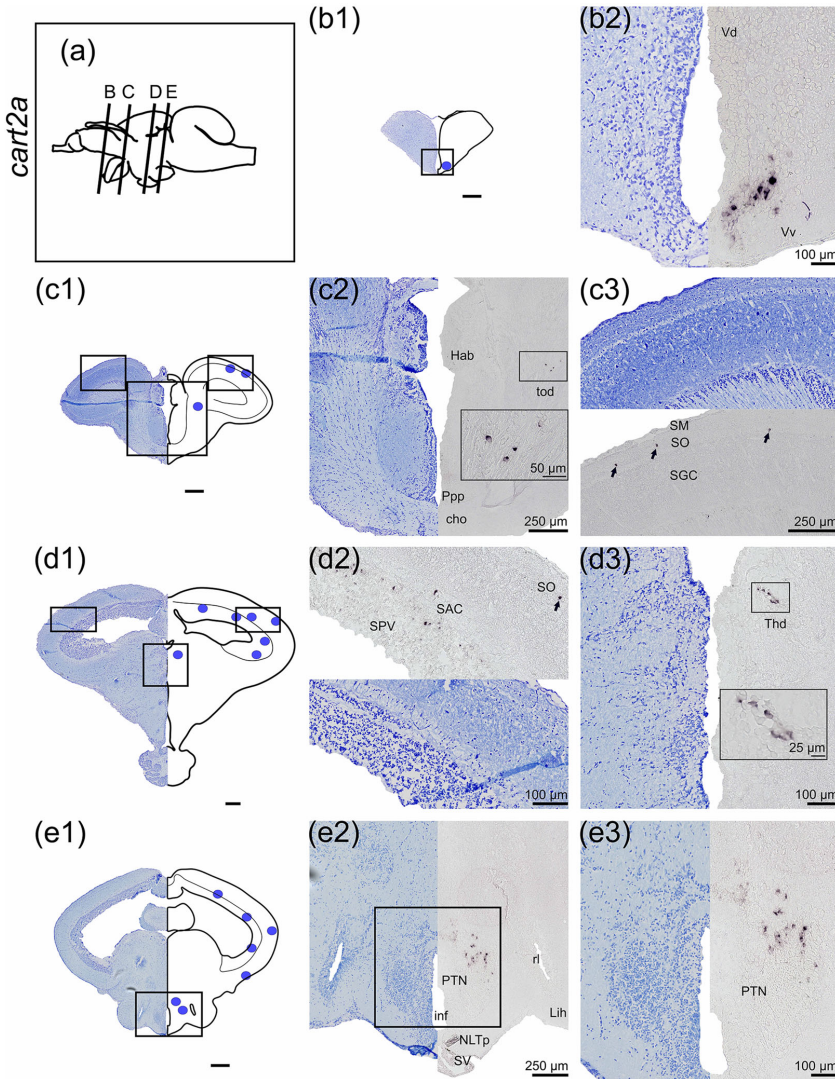 (a)
B C D E
cart2a
(b1)
(b2)
Vd
Vv
100 µm
(c1)
(c2)
Hab
tod
50 µm
Ppp
cho
250 µm
(c3)
SM
SO
SGC
250 µm
(d1)
(d2)
SO
SAC
SPV
100 µm
(d3)
Thd
25 µm
100 µm
(e1)
(e2)
rl
PTN
inf
Lih
NLTp
SV
250 µm
(e3)
PTN
100 µm